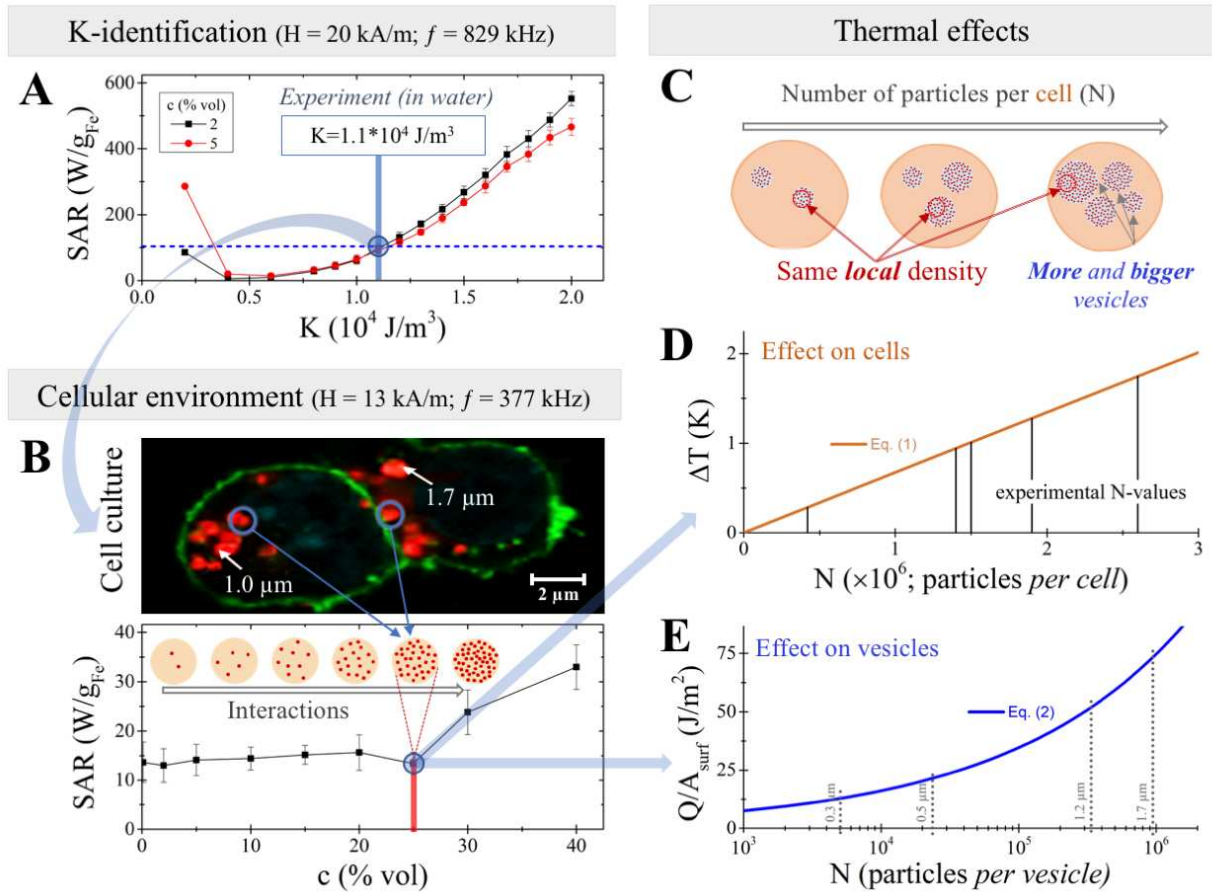 K-identification (H = 20 kA/m; f = 829 kHz)
A
SAR (W/gFe)
600
400
200
0
c (% vol)
2
5
Experiment (in water)
K=1.1*10⁴ J/m³
0.0
0.5
1.0
1.5
2.0
K (10⁴ J/m³)
Cellular environment (H = 13 kA/m; f = 377 kHz)
B
Cell culture
1.7 µm
1.0 µm
2 µm
SAR (W/gFe)
40
30
20
10
0
Interactions
0
10
20
30
40
c (% vol)
Thermal effects
C
Number of particles per cell (N)
Same local density
More and bigger
vesicles
D
Effect on cells
ΔT (K)
2
1
0
Eq. (1)
experimental N-values
0
1
2
3
N (×10⁶; particles per cell)
E
Effect on vesicles
Q/Asurf (J/m²)
75
50
25
0
Eq. (2)
0.3 µm
0.5 µm
1.2 µm
1.7 µm
10³
10⁴
10⁵
10⁶
N (particles per vesicle)